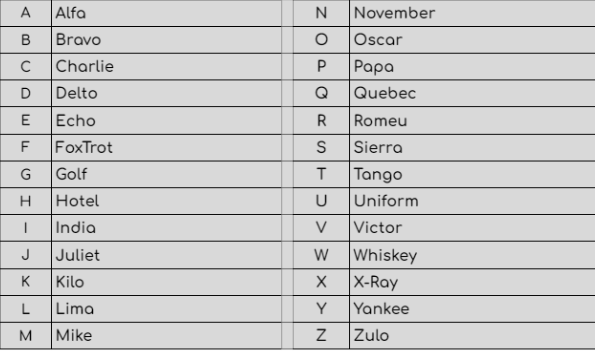 A Alfa
B Bravo
C Charlie
D Delto
E Echo
F FoxTrot
G Golf
H Hotel
I India
J Juliet
K Kilo
L Lima
M Mike
N November
O Oscar
P Papa
Q Quebec
R Romeu
S Sierra
T Tango
U Uniform
V Victor
W Whiskey
X X-Ray
Y Yankee
Z Zulo